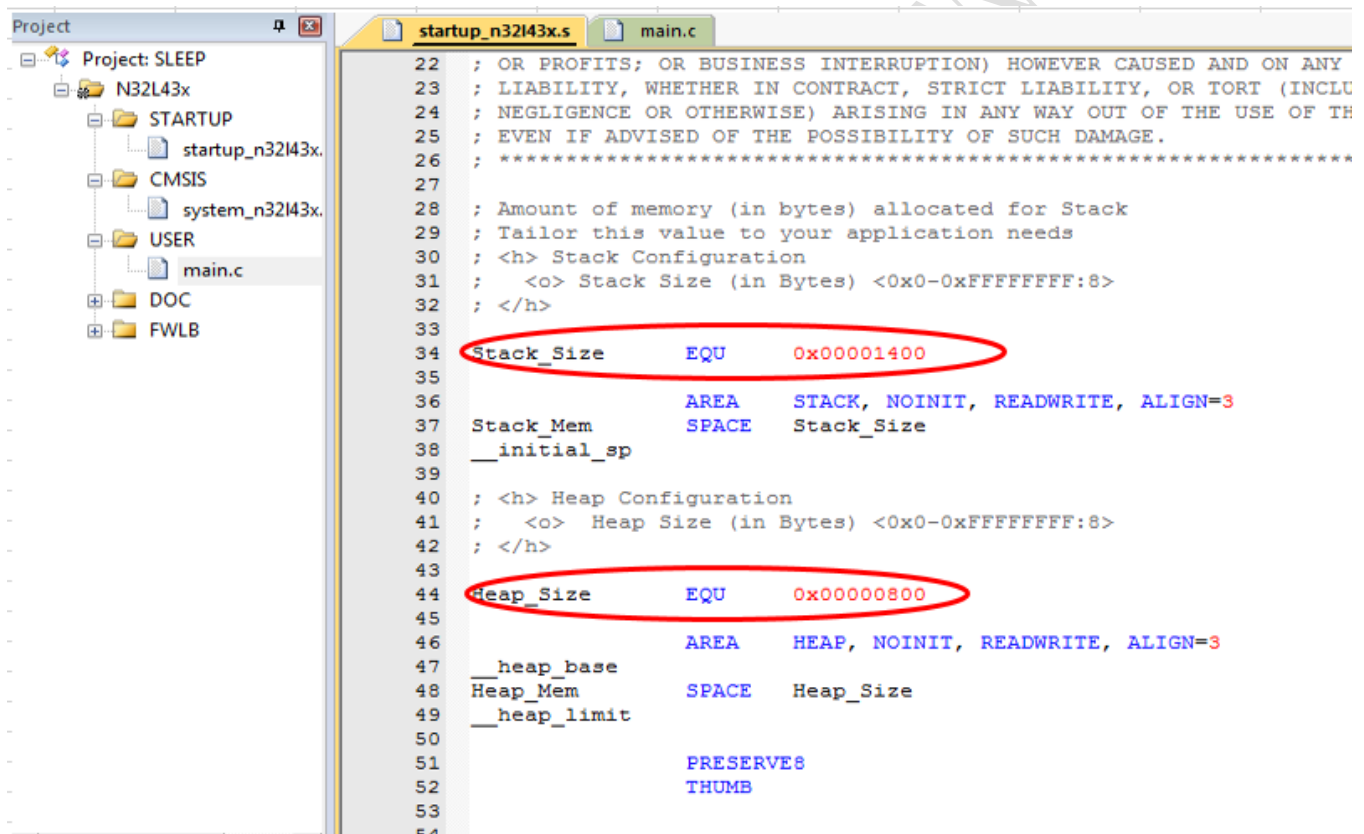 Project
Project: SLEEP
N32L43x
STARTUP
startup_n32l43x.
CMSIS
system_n32l43x.
USER
main.c
DOC
FWLB
startup_n32l43x.s main.c
22 ; OR PROFITS; OR BUSINESS INTERRUPTION) HOWEVER CAUSED AND ON ANY
23 ; LIABILITY, WHETHER IN CONTRACT, STRICT LIABILITY, OR TORT (INCLU
24 ; NEGLIGENCE OR OTHERWISE) ARISING IN ANY WAY OUT OF THE USE OF TH
25 ; EVEN IF ADVISED OF THE POSSIBILITY OF SUCH DAMAGE.
26 ; ******************************************************************
27
28 ; Amount of memory (in bytes) allocated for Stack
29 ; Tailor this value to your application needs
30 ; <h> Stack Configuration
31 ;   <o> Stack Size (in Bytes) <0x0-0xFFFFFFFF:8>
32 ; </h>
33
34 Stack_Size      EQU     0x00001400
35
36                 AREA    STACK, NOINIT, READWRITE, ALIGN=3
37 Stack_Mem       SPACE   Stack_Size
38 __initial_sp
39
40 ; <h> Heap Configuration
41 ;   <o>  Heap Size (in Bytes) <0x0-0xFFFFFFFF:8>
42 ; </h>
43
44 Heap_Size       EQU     0x00000800
45
46                 AREA    HEAP, NOINIT, READWRITE, ALIGN=3
47 __heap_base
48 Heap_Mem        SPACE   Heap_Size
49 __heap_limit
50
51                 PRESERVE8
52                 THUMB
53
54